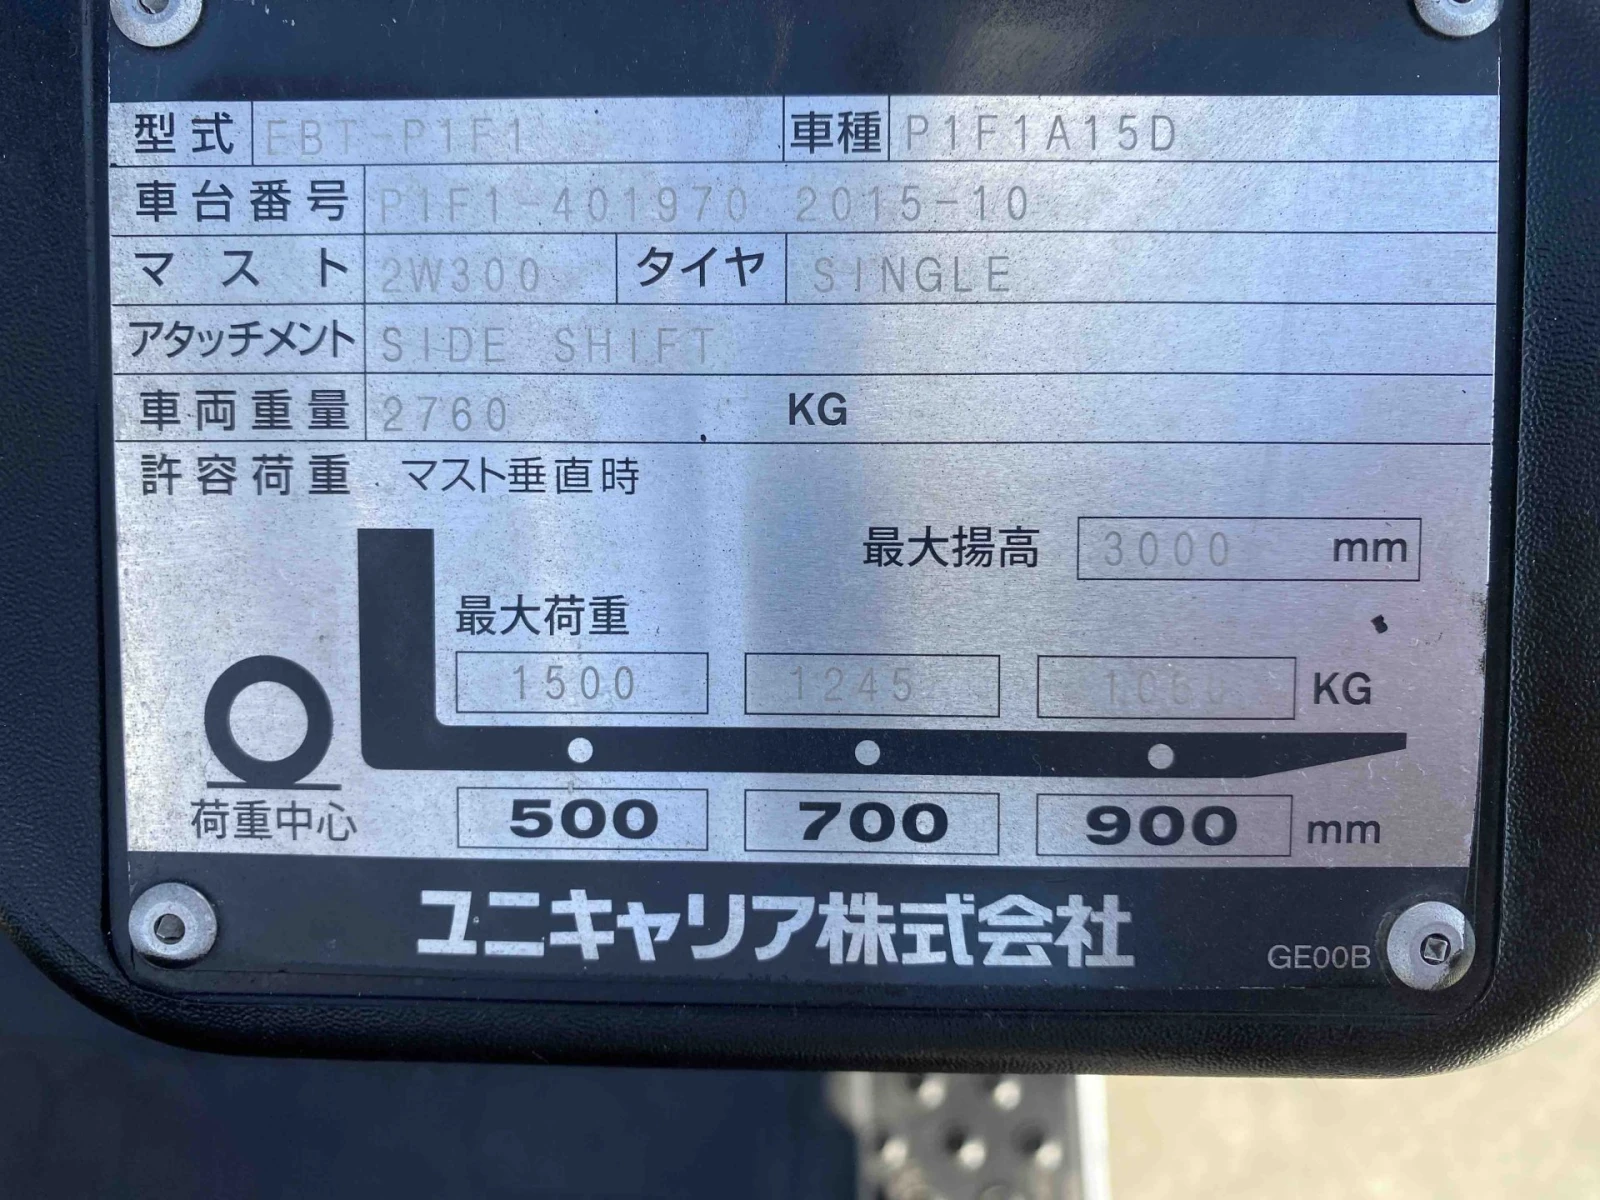 型式 EBT-P1F1 車種 P1F1A15D
車台番号 P1F1-401970 2015-10
マスト 2W300 タイヤ SINGLE
アタッチメント SIDE SHIFT
車両重量 2760 KG
許容荷重 マスト垂直時
最大揚高 3000 mm
最大荷重
1500 1245 KG
荷重中心 500 700 900 mm
ユニキャリア株式会社 GE00B